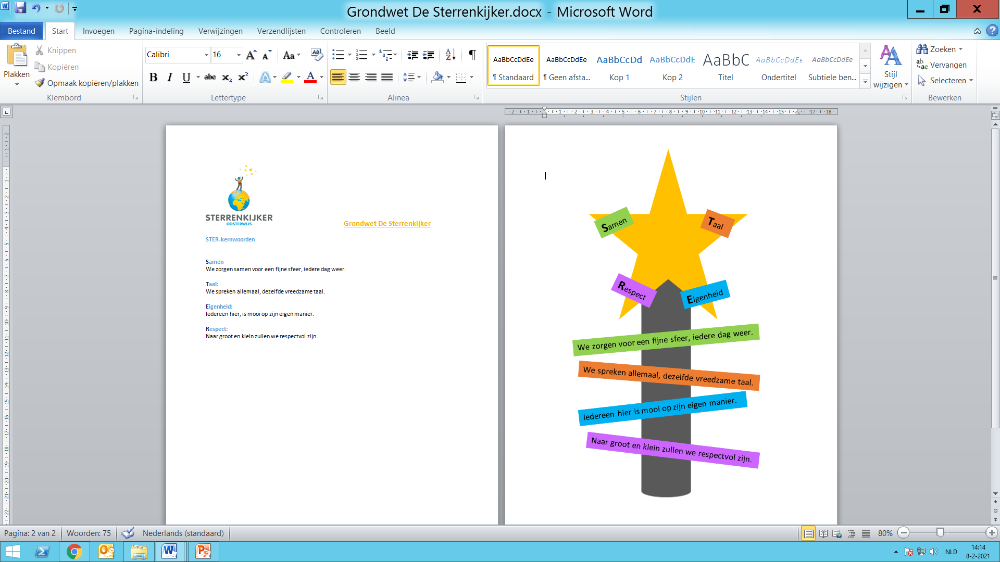 Grondwet De Sterrenkijker.docx - Microsoft Word
Bestand Start Invoegen Pagina-indeling Verwijzingen Verzendlijsten Controleren Beeld
Plakken
Knippen
Kopiëren
Opmaak kopiëren/plakken
Klembord
Calibri 16
Lettertype
Alinea
AaBbCcDdEe AaBbCcDdEe AaBbCcDd AaBbCcDdE AaBbC AaBbCcDdEe AaBbCcDdEe
¶ Standaard ¶ Geen afsta... Kop 1 Kop 2 Titel Ondertitel Subtiele ben...
Stijlen
Stijl wijzigen
Zoeken
Vervangen
Selecteren
Bewerken
STERRENKIJKER
OOSTERWIJS
Grondwet De Sterrenkijker
STER-kernwoorden
Samen
We zorgen samen voor een fijne sfeer, iedere dag weer.
Taal:
We spreken allemaal, dezelfde vreedzame taal.
Eigenheid:
Iedereen hier, is mooi op zijn eigen manier.
Respect:
Naar groot en klein zullen we respectvol zijn.
Samen
Taal
Respect
Eigenheid
We zorgen voor een fijne sfeer, iedere dag weer.
We spreken allemaal, dezelfde vreedzame taal.
Iedereen hier is mooi op zijn eigen manier.
Naar groot en klein zullen we respectvol zijn.
Pagina: 2 van 2 Woorden: 75 Nederlands (standaard) 80%
NLD 14:14
8-2-2021